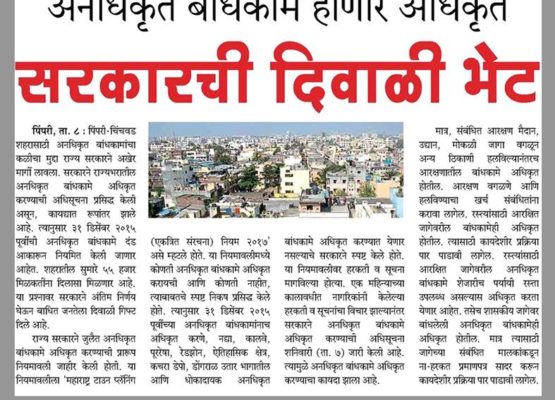 अनधिकृत बांधकामे होणार अधिकृत
सरकारची दिवाळी भेट
पिंपरी, ता. ८ : पिंपरी-चिंचवड
शहरासाठी अनधिकृत बांधकामांचा
कळीचा मुद्दा राज्य सरकारने अखेर
मार्गी लावला. सरकारने राज्यभरातील
अनधिकृत बांधकामे अधिकृत
करण्याची अधिसूचना प्रसिद्ध केली
असून, कायद्यात रूपांतर झाले
आहे. त्यानुसार ३१ डिसेंबर २०१५
पूर्वीची अनधिकृत बांधकामे दंड
आकारून नियमित केली जाणार
आहेत. शहरातील सुमारे ५५ हजार
मिळकतींना दिलासा मिळणार आहे.
या प्रश्नावर सरकारने अंतिम निर्णय
घेऊन बाधित जनतेला दिवाळी गिफ्ट
दिले आहे.
राज्य सरकारने जुलैत अनधिकृत
बांधकामे अधिकृत करण्याची प्रारूप
नियमावली जाहीर केली होती. या
नियमावलीला 'महाराष्ट्र टाउन प्लॅनिंग
(एकत्रित संरचना) नियम २०१७'
असे म्हटले होते. या नियमावलीमध्ये
कोणती अनधिकृत बांधकामे अधिकृत
करायची आणि कोणती नाहीत,
त्याबाबतचे स्पष्ट निकष प्रसिद्ध केले
होते. त्यानुसार ३१ डिसेंबर २०१५
पूर्वीच्या अनधिकृत बांधकामांनाच
अधिकृत करणे, नद्या, कालवे,
पूररेषा, रेडझोन, ऐतिहासिक क्षेत्र,
कचरा डेपो, डोंगराळ उतार भागातील
आणि धोकादायक अनधिकृत
बांधकामे अधिकृत करण्यात येणार
नसल्याचे सरकारने स्पष्ट केले होते.
या नियमावलीवर हरकती व सूचना
मागविल्या होत्या. एक महिन्याच्या
कालावधीत नागरिकांनी केलेल्या
हरकती व सूचनांचा विचार झाल्यानंतर
सरकारने अनधिकृत बांधकामे
अधिकृत करण्याची अधिसूचना
शनिवारी (ता. ७) जारी केली आहे.
त्यामुळे अनधिकृत बांधकामे अधिकृत
करण्याचा कायदा झाला आहे.
मात्र, संबंधित आरक्षण मैदान,
उद्यान, मोकळी जागा वगळून
अन्य ठिकाणी हलविल्यानंतरच
आरक्षणातील बांधकामे अधिकृत
होतील. आरक्षण वगळणे आणि
हलविण्याचा खर्च संबंधितांना
करावा लागेल. रस्त्यांसाठी आरक्षित
जागेवरील बांधकामेही अधिकृत
होतील. त्यासाठी कायदेशीर प्रक्रिया
पार पाडावी लागेल. रस्त्यांसाठी
आरक्षित जागेवरील अनधिकृत
बांधकामे शेजारीच पर्यायी रस्ता
उपलब्ध असल्यास अधिकृत करता
येणार आहेत. तसेच शासकीय जागेवर
बांधलेली अनधिकृत बांधकामेही
अधिकृत होतील. मात्र त्यासाठी
जागेच्या संबंधित मालकांकडून
ना-हरकत प्रमाणपत्र सादर करून
कायदेशीर प्रक्रिया पार पाडावी लागेल.